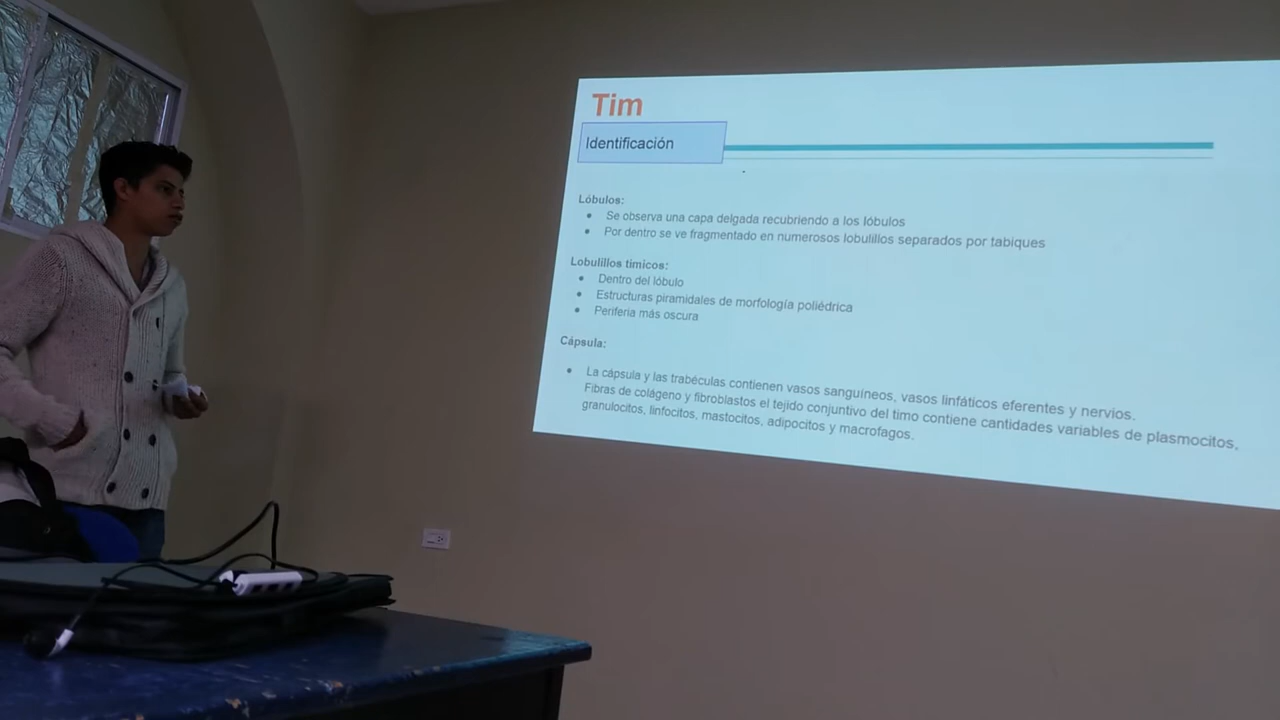 Tim
Identificación
Lóbulos:
● Se observa una capa delgada recubriendo a los lóbulos
● Por dentro se ve fragmentado en numerosos lobulillos separados por tabiques
Lobulillos tímicos:
● Dentro del lóbulo
● Estructuras piramidales de morfología poliédrica
● Periferia más oscura
Cápsula:
● La cápsula y las trabéculas contienen vasos sanguíneos, vasos linfáticos eferentes y nervios.
Fibras de colágeno y fibroblastos el tejido conjuntivo del timo contiene cantidades variables de plasmocitos,
granulocitos, linfocitos, mastocitos, adipocitos y macrofagos.